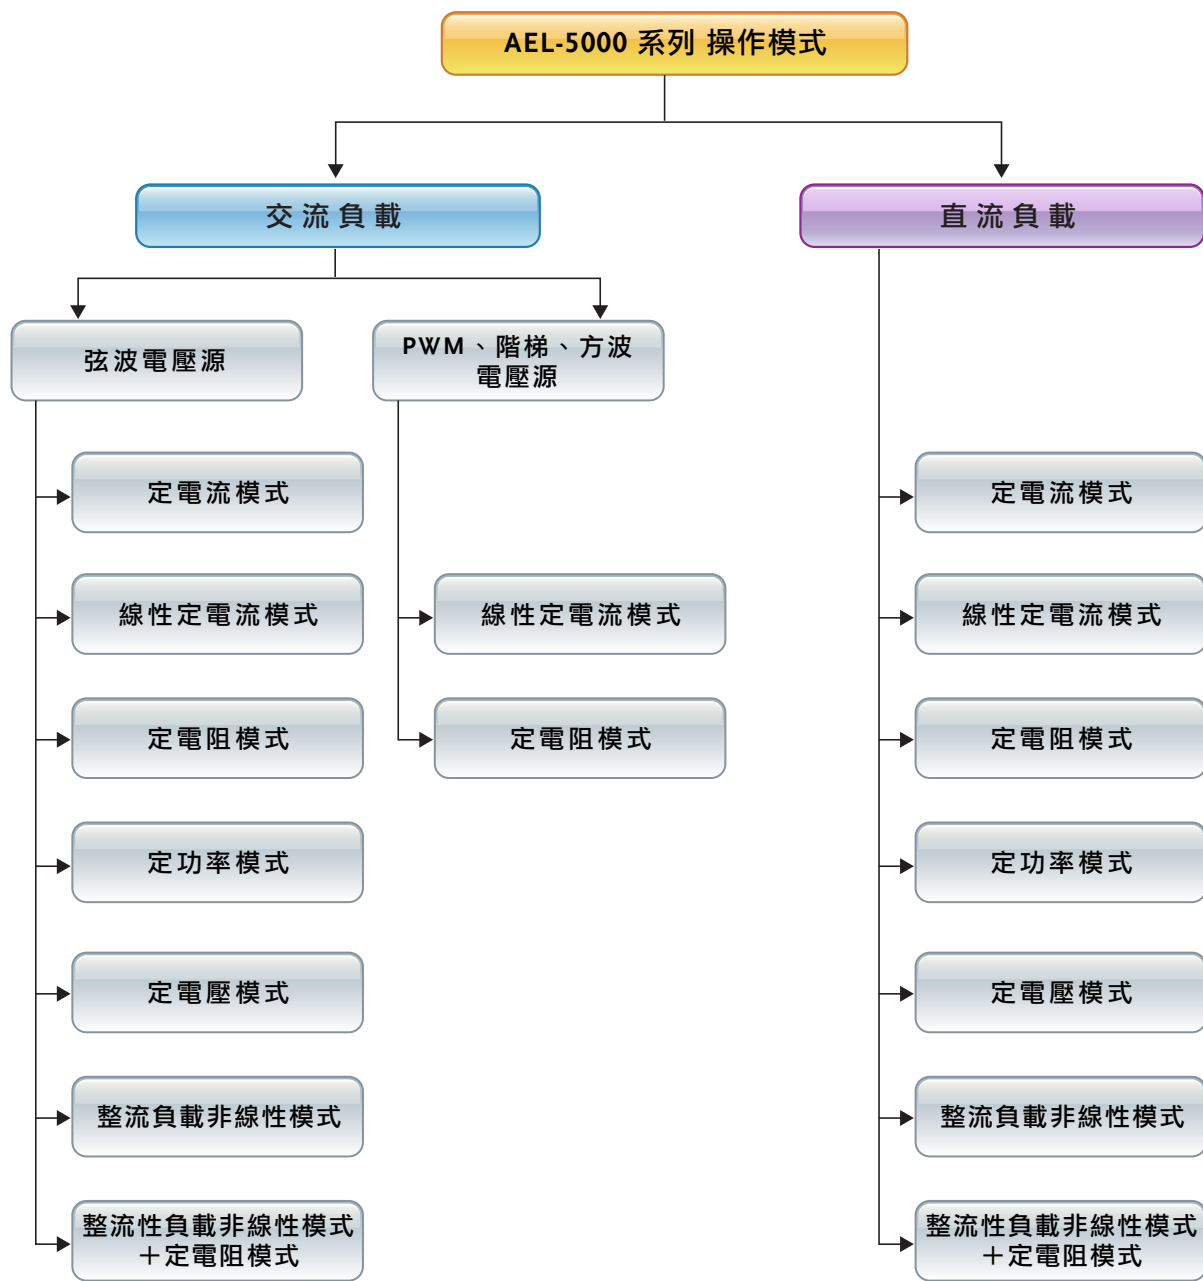 AEL-5000 系列 操作模式
交流負載
直流負載
弦波電壓源
PWM、階梯、方波
電壓源
定電流模式
定電流模式
線性定電流模式
線性定電流模式
線性定電流模式
定電阻模式
定電阻模式
定電阻模式
定功率模式
定功率模式
定電壓模式
定電壓模式
整流負載非線性模式
整流負載非線性模式
整流性負載非線性模式
＋定電阻模式
整流性負載非線性模式
＋定電阻模式